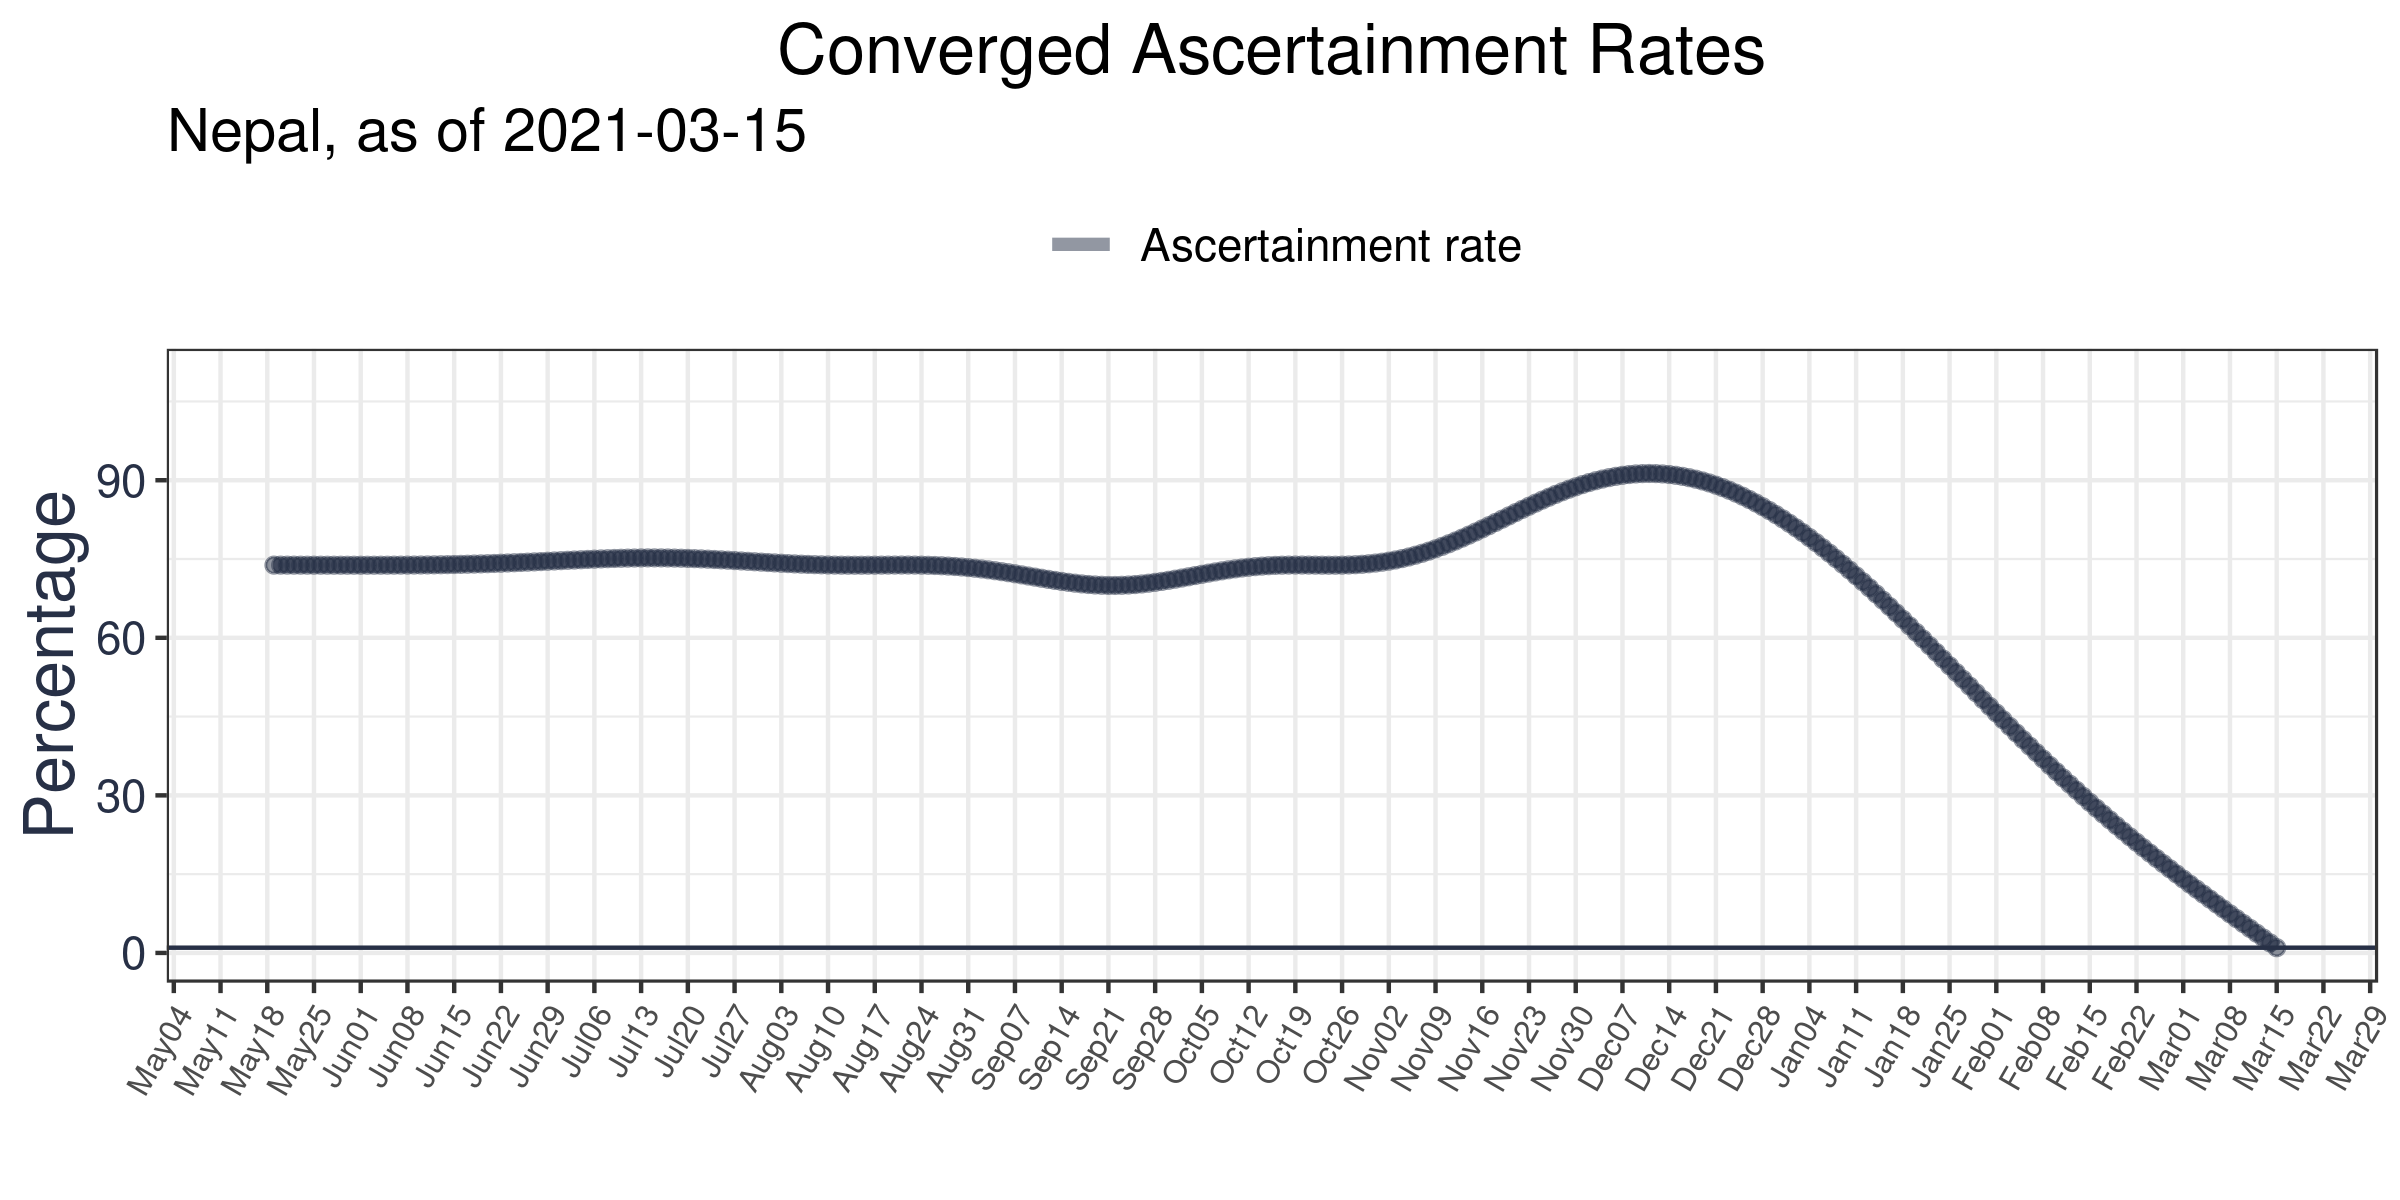 Converged Ascertainment Rates
Nepal, as of 2021-03-15
Ascertainment rate
Percentage
90
60
30
0
May04 May11 May18 May25 Jun01 Jun08 Jun15 Jun22 Jun29 Jul06 Jul13 Jul20 Jul27 Aug03 Aug10 Aug17 Aug24 Aug31 Sep07 Sep14 Sep21 Sep28 Oct05 Oct12 Oct19 Oct26 Nov02 Nov09 Nov16 Nov23 Nov30 Dec07 Dec14 Dec21 Dec28 Jan04 Jan11 Jan18 Jan25 Feb01 Feb08 Feb15 Feb22 Mar01 Mar08 Mar15 Mar22 Mar29